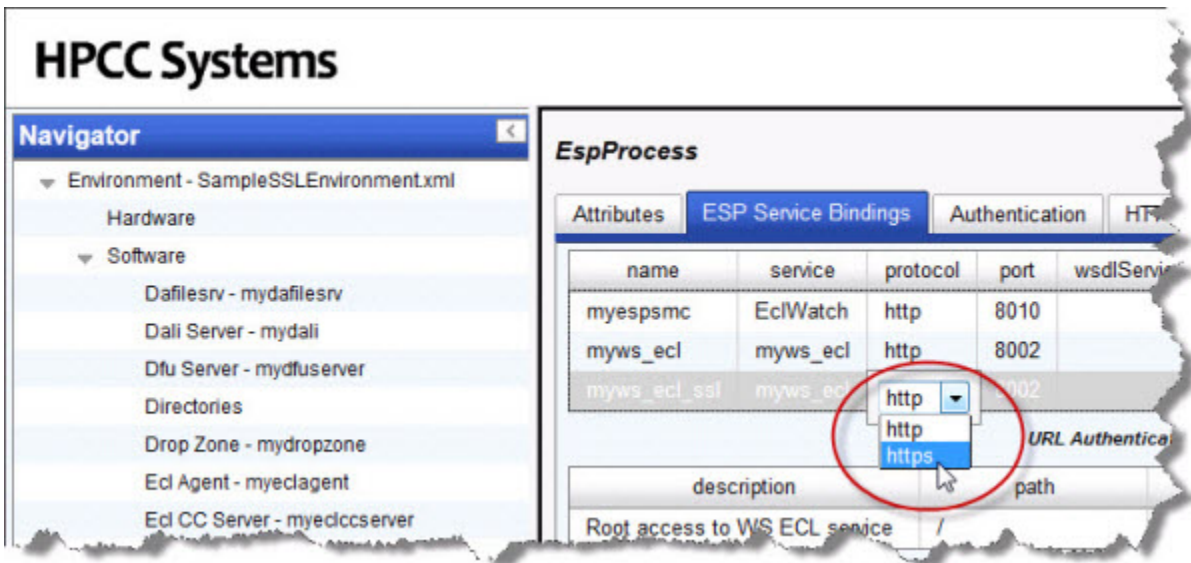 HPCC Systems
Navigator
Environment - SampleSSLEnvironment.xml
Hardware
Software
Dafilesrv - mydafilesrv
Dali Server - mydali
Dfu Server - mydfuserver
Directories
Drop Zone - mydropzone
Ecl Agent - myeclagent
Ecl CC Server - myeclccserver
EspProcess
Attributes ESP Service Bindings Authentication
name service protocol port
myespsmc EclWatch http 8010
myws_ecl myws_ecl http 8002
myws_ecl_ssl myws_ecl http 8002
http
https
URL
description path
Root access to WS ECL service /